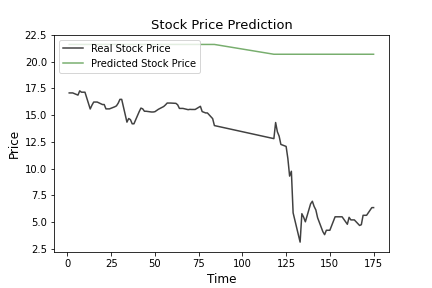 Stock Price Prediction
22.5
20.0
17.5
15.0
12.5
10.0
7.5
5.0
2.5
Price
Real Stock Price
Predicted Stock Price
0 25 50 75 100 125 150 175
Time